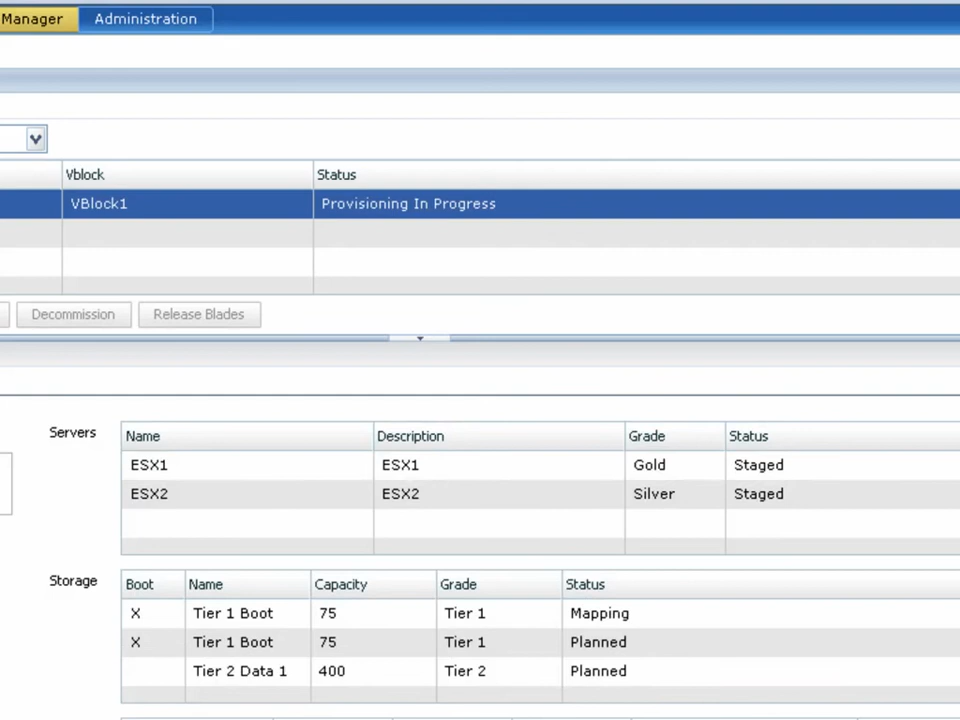 Manager Administration
Vblock Status
VBlock1 Provisioning In Progress
Decommission Release Blades
Servers Name Description Grade Status
ESX1 ESX1 Gold Staged
ESX2 ESX2 Silver Staged
Storage Boot Name Capacity Grade Status
X Tier 1 Boot 75 Tier 1 Mapping
X Tier 1 Boot 75 Tier 1 Planned
Tier 2 Data 1 400 Tier 2 Planned